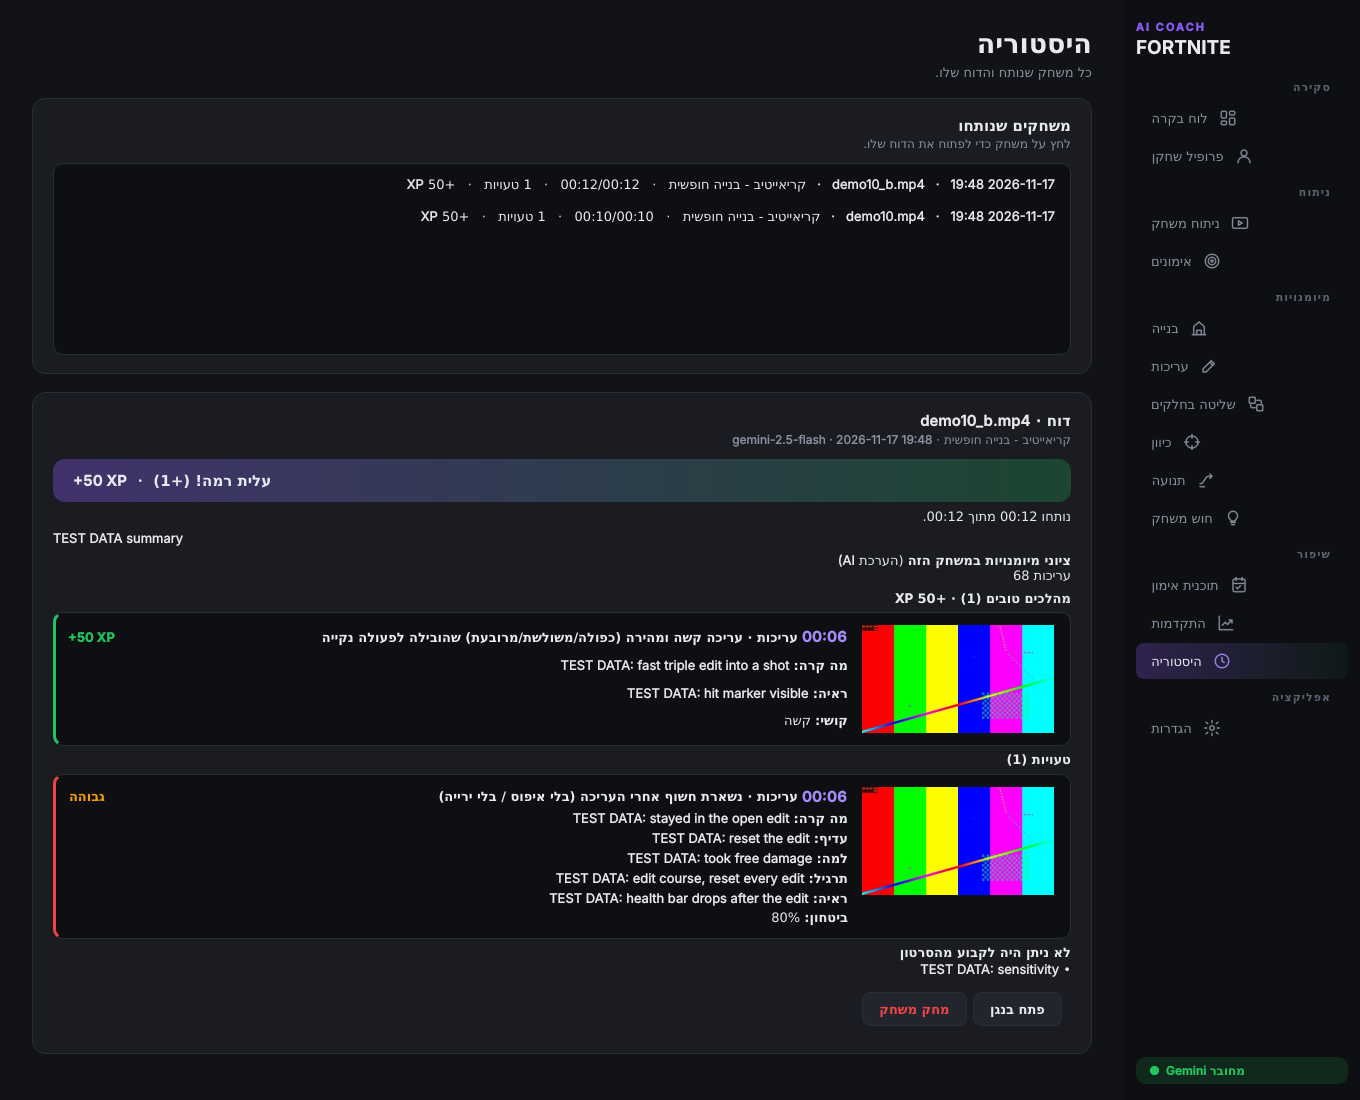 AI COACH
FORTNITE
סקירה
לוח בקרה
פרופיל שחקן
ניתוח
ניתוח משחק
אימונים
מיומנויות
בנייה
עריכות
שליטה בחלקים
כיוון
תנועה
חוש משחק
שיפור
תוכנית אימון
התקדמות
היסטוריה
אפליקציה
הגדרות
מחובר Gemini
היסטוריה
כל משחק שנותח והדוח שלו.
משחקים שנותחו
לחץ על משחק כדי לפתוח את הדוח שלו.
2026-11-17 19:48 · demo10_b.mp4 · קריאייטיב - בנייה חופשית · 00:12/00:12 · 1 טעויות · +50 XP
2026-11-17 19:48 · demo10.mp4 · קריאייטיב - בנייה חופשית · 00:10/00:10 · 1 טעויות · +50 XP
דוח · demo10_b.mp4
קריאייטיב - בנייה חופשית · 2026-11-17 19:48 · gemini-2.5-flash
+50 XP · עלית רמה! (+1)
נותחו 00:12 מתוך 00:12.
TEST DATA summary
ציוני מיומנויות במשחק הזה (הערכת AI)
עריכות 68
מהלכים טובים (1) · +50 XP
00:06 עריכות · עריכה קשה ומהירה (כפולה/משולשת/מרובעת) שהובילה לפעולה נקייה
+50 XP
מה קרה: TEST DATA: fast triple edit into a shot
ראיה: TEST DATA: hit marker visible
קושי: קשה
טעויות (1)
00:06 עריכות · נשארת חשוף אחרי העריכה (בלי איפוס / בלי ירייה)
גבוהה
מה קרה: TEST DATA: stayed in the open edit
עדיף: TEST DATA: reset the edit
למה: TEST DATA: took free damage
תרגיל: TEST DATA: edit course, reset every edit
ראיה: TEST DATA: health bar drops after the edit
ביטחון: 80%
לא ניתן היה לקבוע מהסרטון
• TEST DATA: sensitivity
פתח בנגן
מחק משחק